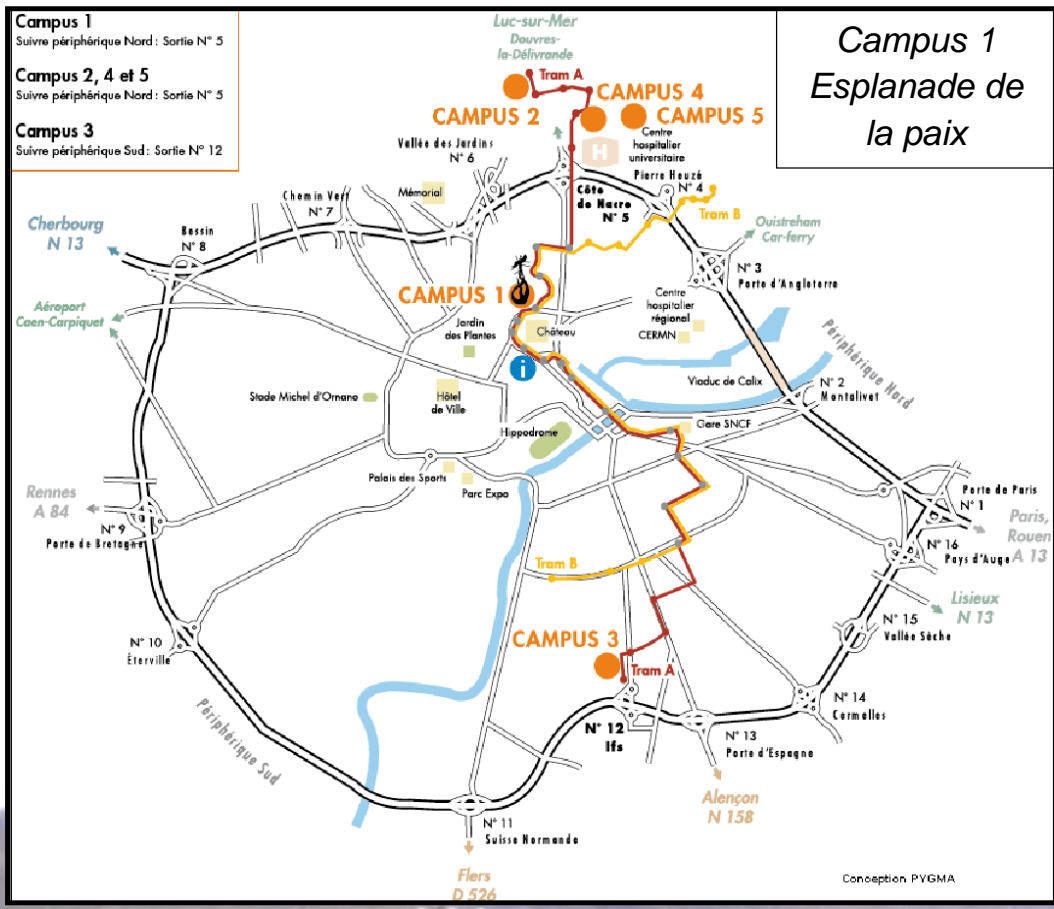 Campus 1
Suivre périphérique Nord : Sortie N° 5
Campus 2, 4 et 5
Suivre périphérique Nord : Sortie N° 5
Campus 3
Suivre périphérique Sud : Sortie N° 12
Campus 1
Esplanade de
la paix
Luc-sur-Mer
Douvres-
la-Délivrande
Tram A
CAMPUS 4
CAMPUS 2
CAMPUS 5
Centre
hospitalier
universitaire
H
Vallée des Jardins
N° 6
Pierre Heuzé
N° 4
Mémorial
Côte
de Nacre
N° 5
Tram B
Chemin Vert
N° 7
Cherbourg
N 13
Bessin
N° 8
Ouistreham
Car-ferry
N° 3
Porte d'Angleterre
CAMPUS 1
Aéroport
Caen-Carpiquet
Centre
hospitalier
régional
CERMN
Jardin
des Plantes
Château
i
Périphérique Nord
Viaduc de Calix
N° 2
Montalivet
Stade Michel d'Ornano
Hôtel
de Ville
Hippodrome
Gare SNCF
Palais des Sports
Parc Expo
Rennes
A 84
N° 9
Porte de Bretagne
Porte de Paris
N° 1
Paris,
Rouen
A 13
N° 16
Pays d'Auge
Tram B
Lisieux
N 13
N° 15
Vallée Sèche
N° 10
Éterville
CAMPUS 3
Tram A
Périphérique Sud
N° 14
Cormelles
N° 12
Ifs
N° 13
Porte d'Espagne
Alençon
N 158
N° 11
Suisse Normande
Flers
D 526
Conception PYGMA